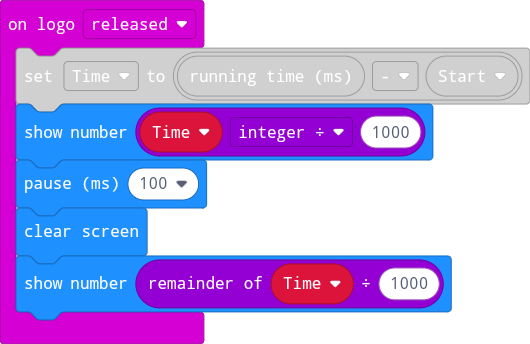 on logo released
set Time to running time (ms) - Start
show number Time integer ÷ 1000
pause (ms) 100
clear screen
show number remainder of Time ÷ 1000